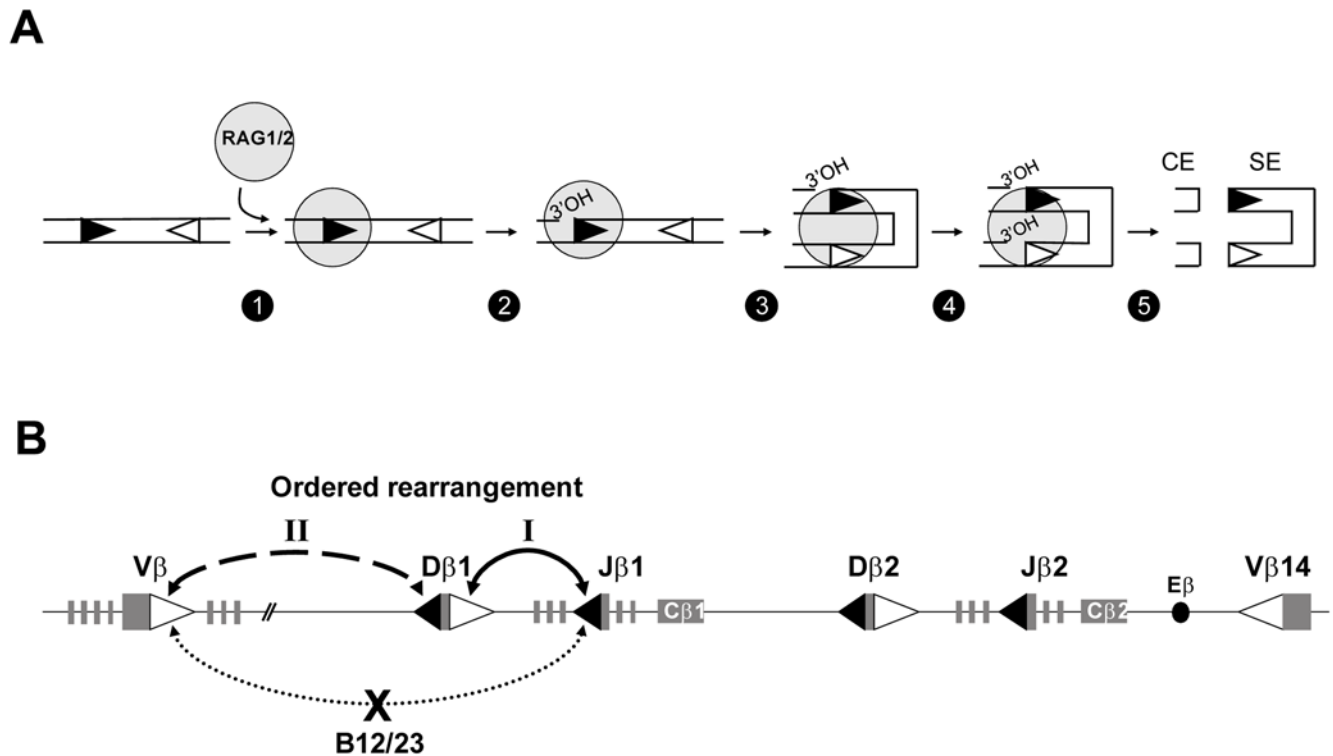 A
RAG1/2
3'OH
3'OH
3'OH
3'OH
CE SE
1 2 3 4 5
B
Ordered rearrangement
II I
Vβ Dβ1 Jβ1 Dβ2 Jβ2 Eβ Vβ14
Cβ1 Cβ2
//
X
B12/23